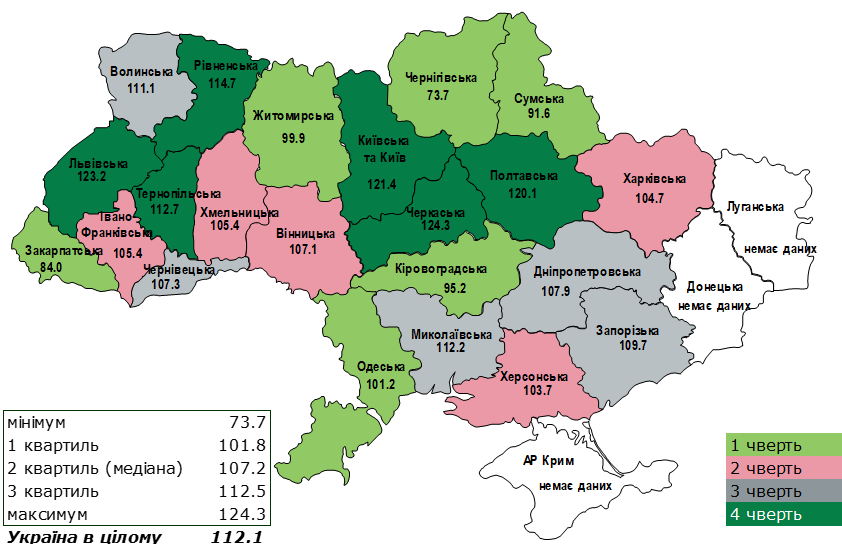 Волинська
111.1
Рівненська
114.7
Житомирська
99.9
Чернігівська
73.7
Сумська
91.6
Київська
та Київ
121.4
Львівська
123.2
Тернопільська
112.7
Хмельницька
105.4
Вінницька
107.1
Черкаська
124.3
Полтавська
120.1
Харківська
104.7
Луганська
немає даних
Івано
Франківська
105.4
Закарпатська
84.0
Чернівецька
107.3
Кіровоградська
95.2
Дніпропетровська
107.9
Донецька
немає даних
Миколаївська
112.2
Запорізька
109.7
Одеська
101.2
Херсонська
103.7
АР Крим
немає даних
мінімум 73.7
1 квартиль 101.8
2 квартиль (медіана) 107.2
3 квартиль 112.5
максимум 124.3
Україна в цілому 112.1
1 чверть
2 чверть
3 чверть
4 чверть